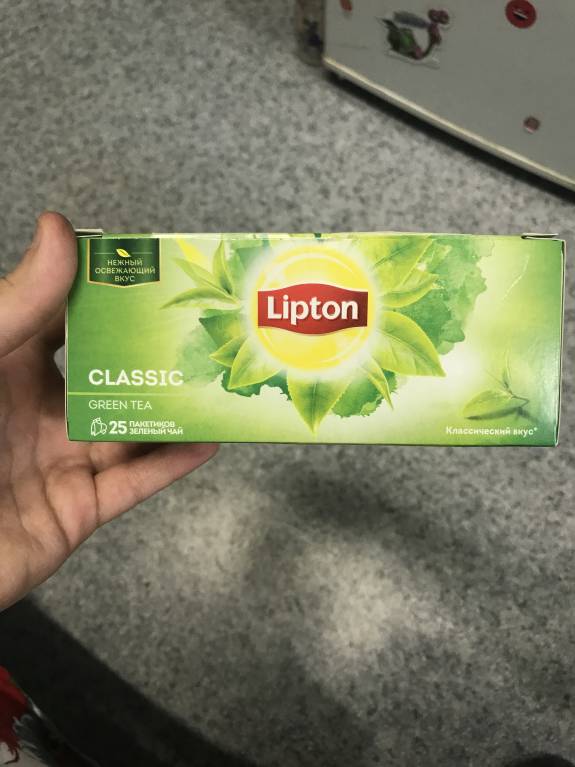 НЕЖНЫЙ
ОСВЕЖАЮЩИЙ
ВКУС
Lipton
CLASSIC
GREEN TEA
25 ПАКЕТИКОВ
ЗЕЛЕНЫЙ ЧАЙ
Классический вкус*